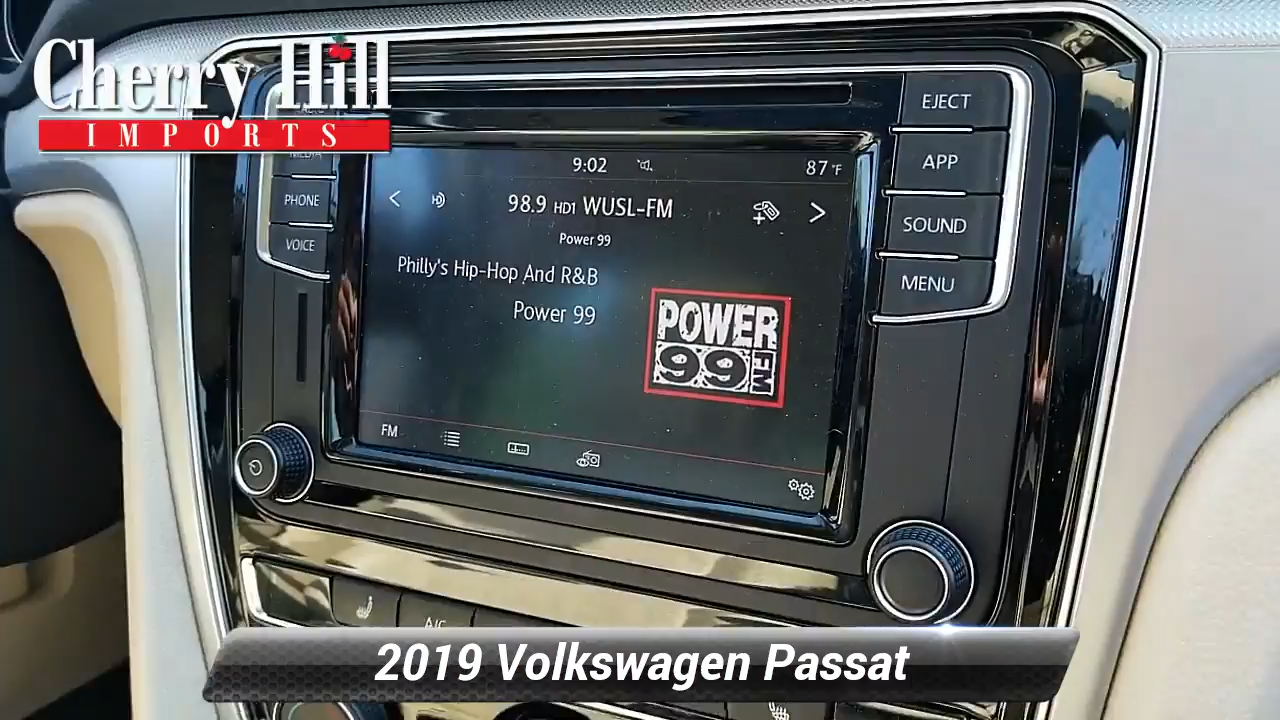 Cherry Hill
IMPORTS
EJECT
APP
SOUND
MENU
MEDIA
PHONE
VOICE
9:02
87°F
98.9 HD1 WUSL-FM
Power 99
Philly's Hip-Hop And R&B
Power 99
POWER
99 FM
FM
A/C
2019 Volkswagen Passat